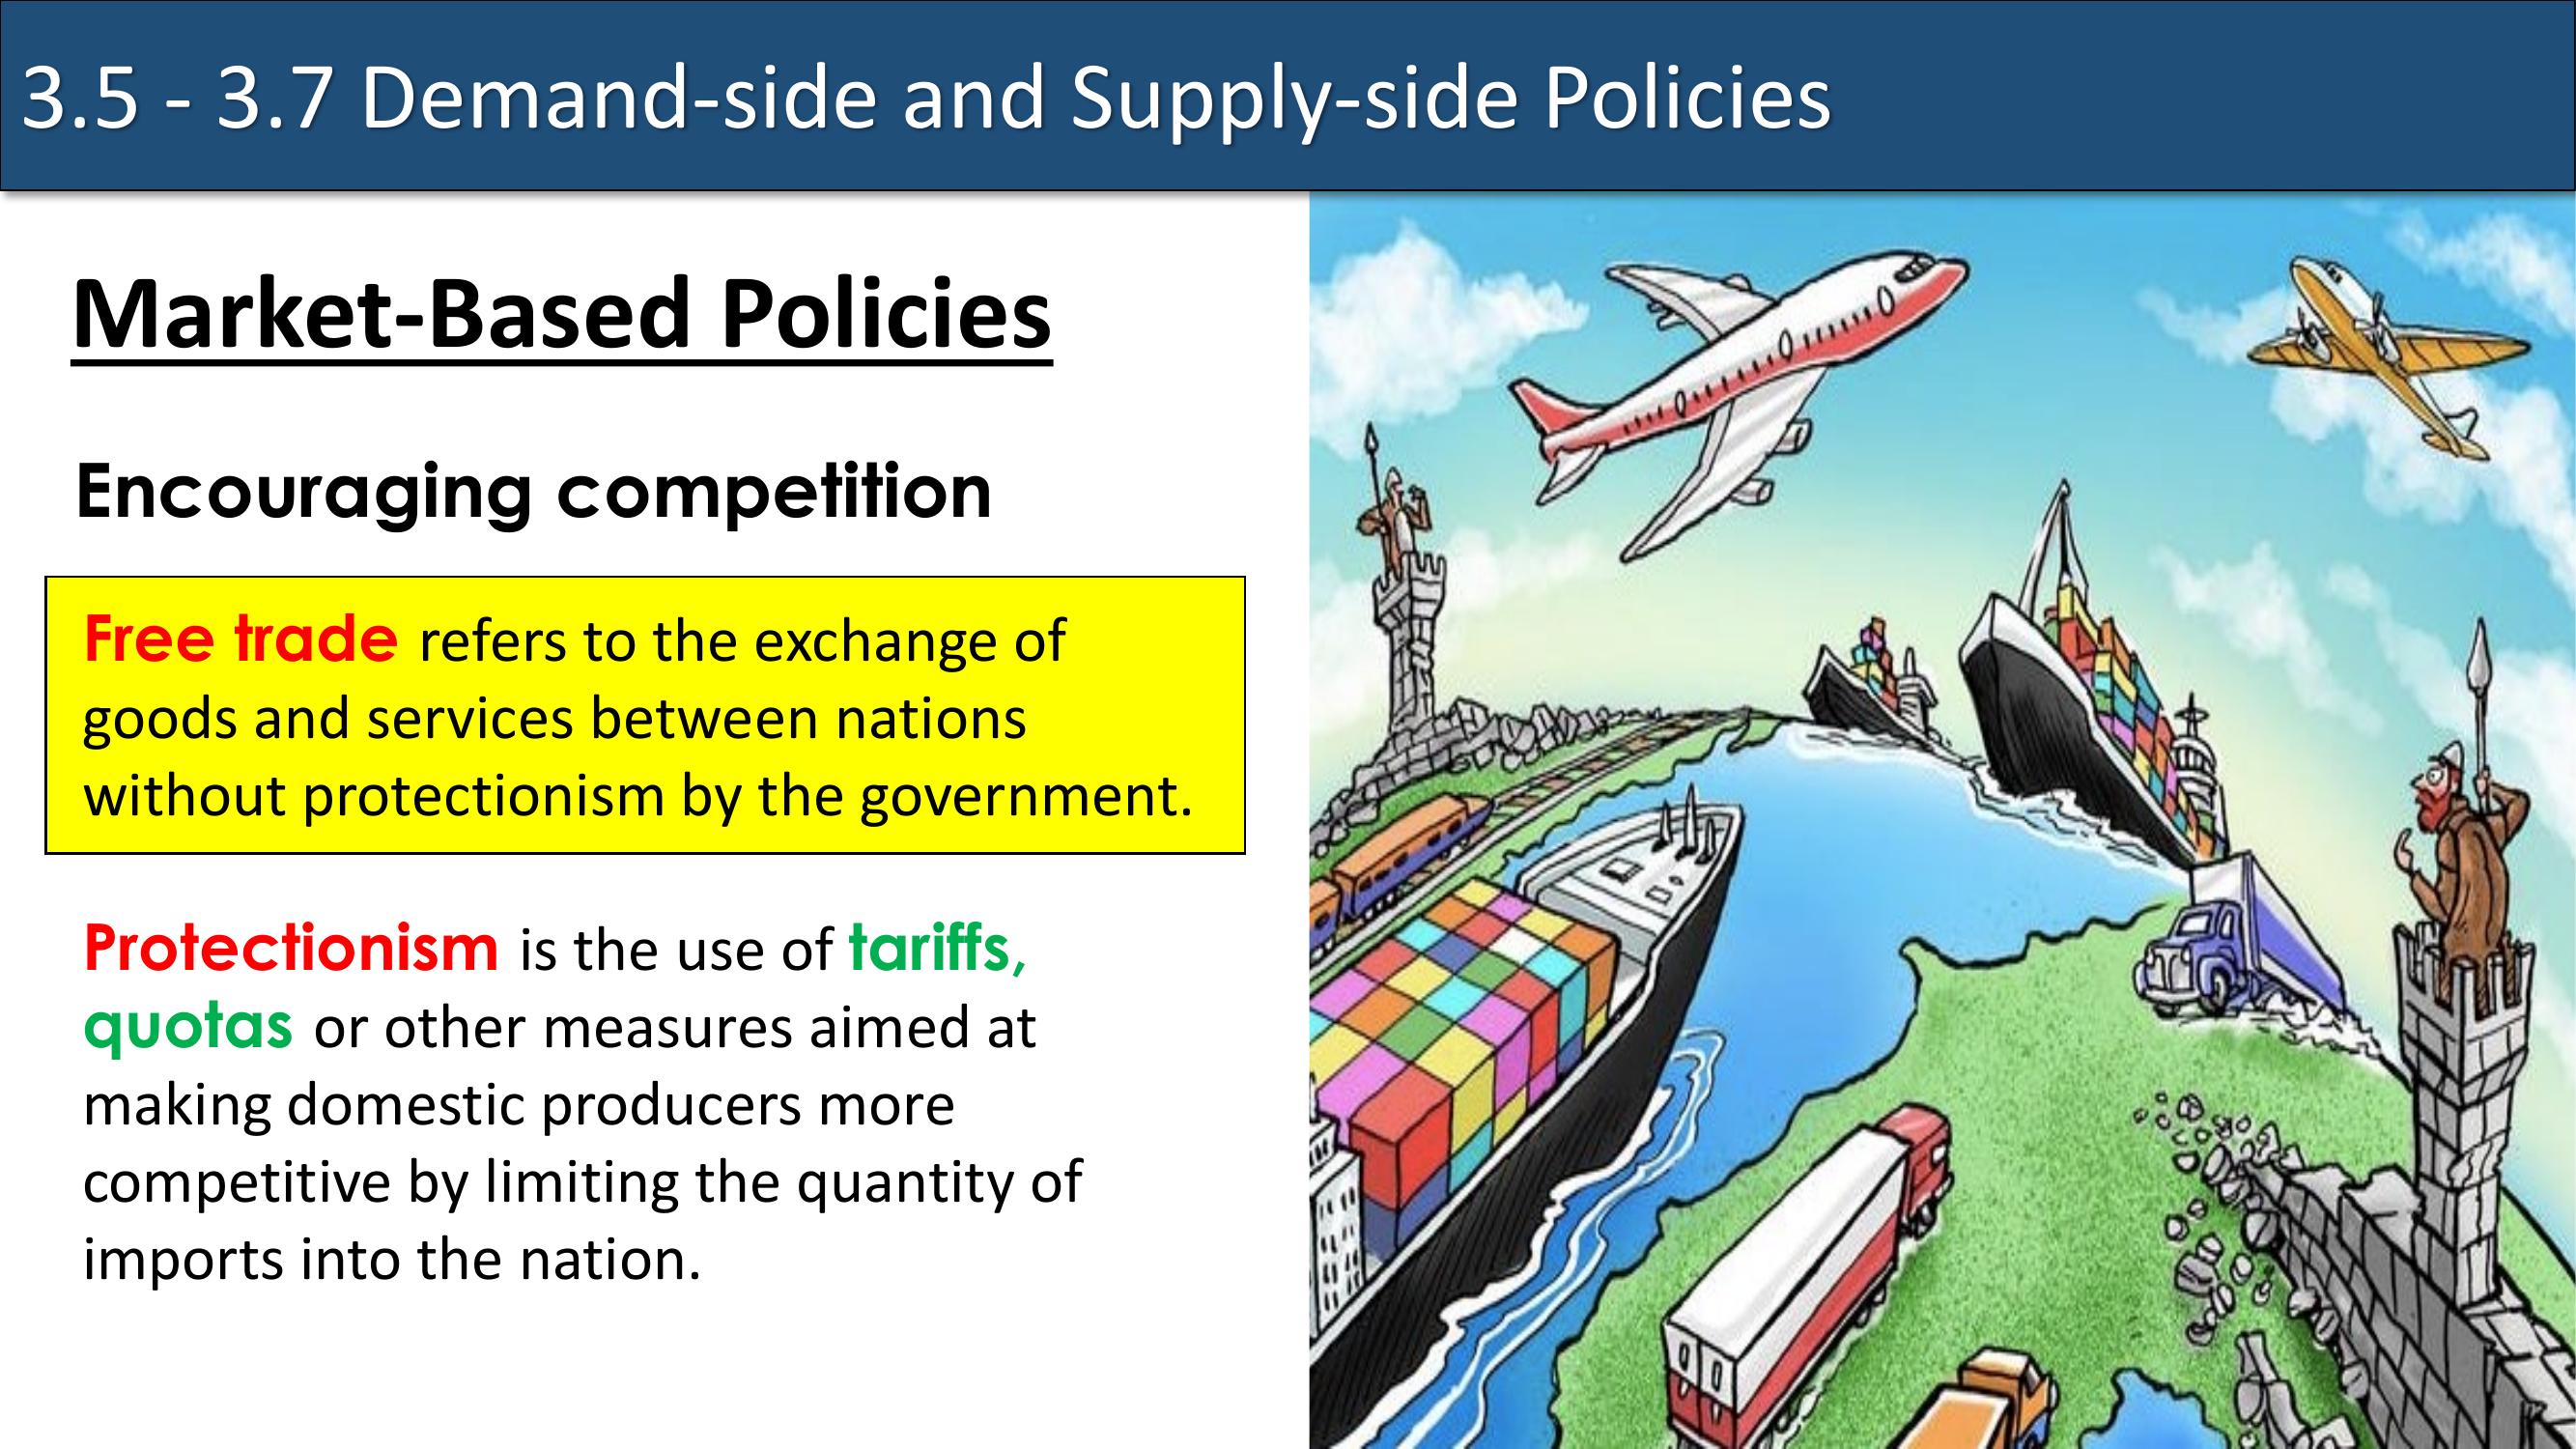 3.5 - 3.7 Demand-side and Supply-side Policies
Market-Based Policies
Encouraging competition
Free trade refers to the exchange of
goods and services between nations
without protectionism by the government.
Protectionism is the use of tariffs,
quotas or other measures aimed at
making domestic producers more
competitive by limiting the quantity of
imports into the nation.